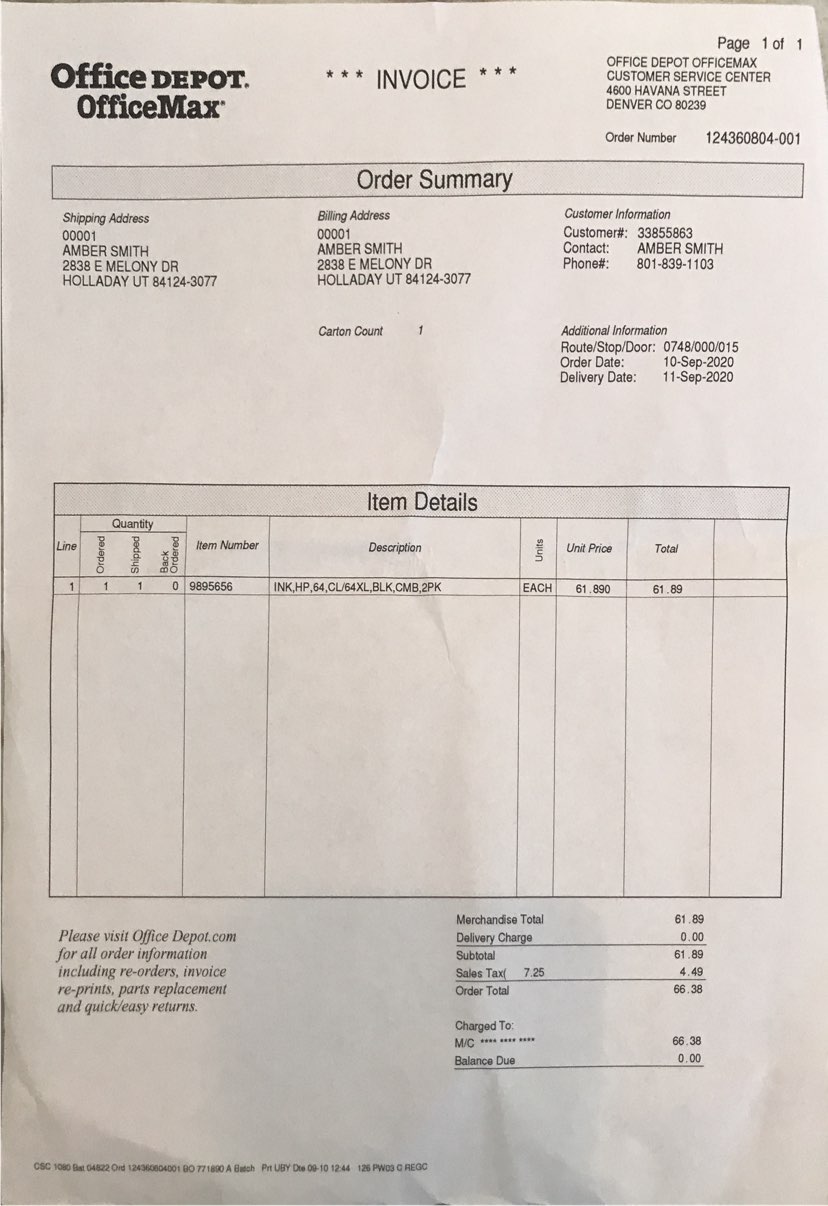 Page 1 of 1
Office DEPOT.
OfficeMax
*** INVOICE ***
OFFICE DEPOT OFFICEMAX
CUSTOMER SERVICE CENTER
4600 HAVANA STREET
DENVER CO 80239
Order Number 124360804-001
Order Summary
Shipping Address
00001
AMBER SMITH
2838 E MELONY DR
HOLLADAY UT 84124-3077
Billing Address
00001
AMBER SMITH
2838 E MELONY DR
HOLLADAY UT 84124-3077
Carton Count 1
Customer Information
Customer#: 33855863
Contact: AMBER SMITH
Phone#: 801-839-1103
Additional Information
Route/Stop/Door: 0748/000/015
Order Date: 10-Sep-2020
Delivery Date: 11-Sep-2020
Item Details
Line Quantity Ordered Shipped Back Ordered Item Number Description Units Unit Price Total
1 1 1 0 9895656 INK,HP,64,CL/64XL,BLK,CMB,2PK EACH 61.890 61.89
Please visit Office Depot.com
for all order information
including re-orders, invoice
re-prints, parts replacement
and quick/easy returns.
Merchandise Total 61.89
Delivery Charge 0.00
Subtotal 61.89
Sales Tax( 7.25 4.49
Order Total 66.38
Charged To:
M/C **** **** **** 66.38
Balance Due 0.00
CSC 1080 Bat 04822 Ord 124360804001 BO 771890 A Batch Prt UBY Dte 09-10 12:44 126 PW03 C REGC